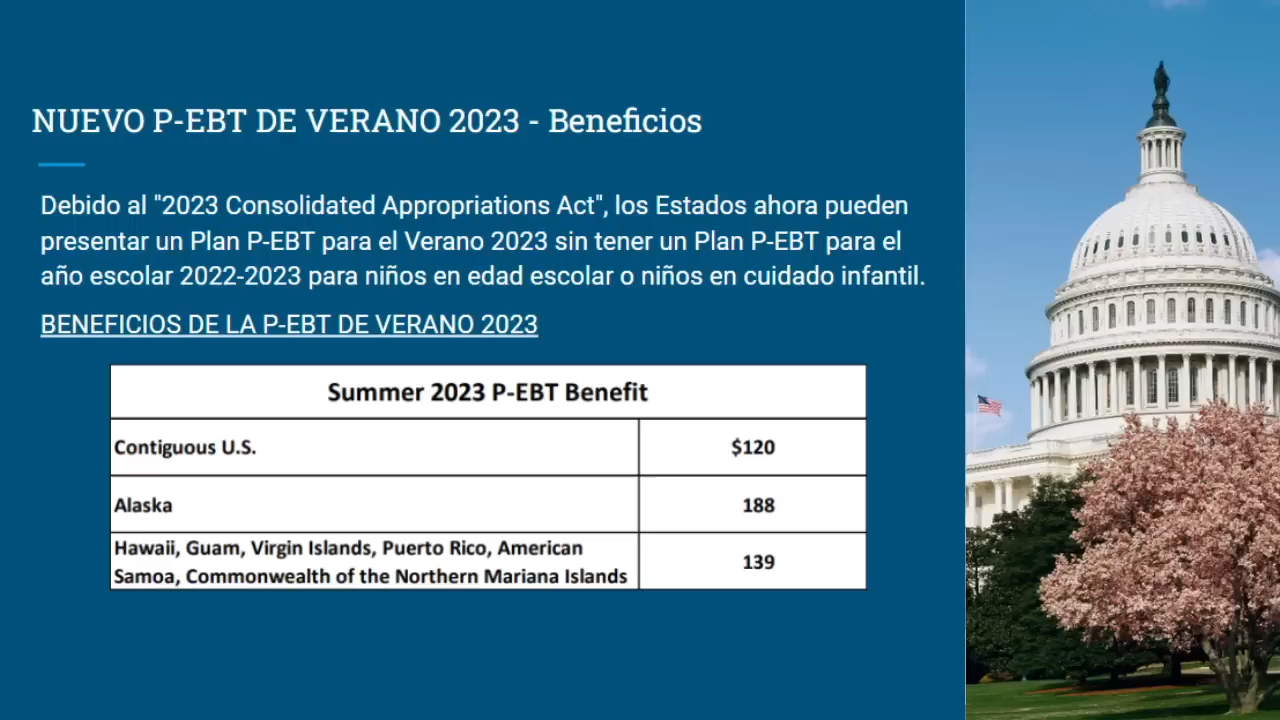 NUEVO P-EBT DE VERANO 2023 - Beneficios
Debido al "2023 Consolidated Appropriations Act", los Estados ahora pueden
presentar un Plan P-EBT para el Verano 2023 sin tener un Plan P-EBT para el
año escolar 2022-2023 para niños en edad escolar o niños en cuidado infantil.
BENEFICIOS DE LA P-EBT DE VERANO 2023
Summer 2023 P-EBT Benefit
Contiguous U.S. $120
Alaska 188
Hawaii, Guam, Virgin Islands, Puerto Rico, American
Samoa, Commonwealth of the Northern Mariana Islands 139